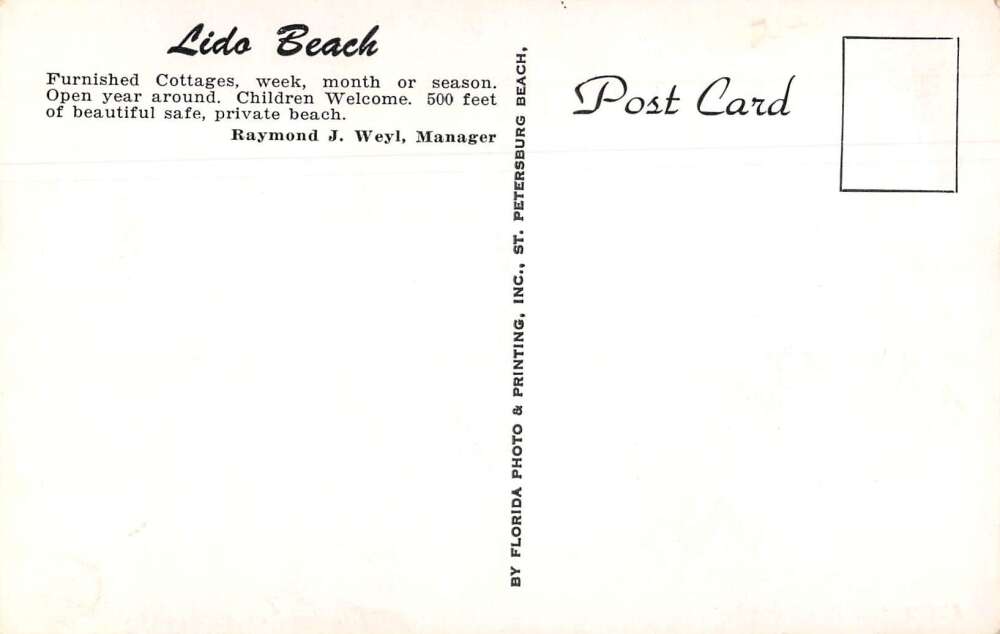 Lido Beach
Furnished Cottages, week, month or season.
Open year around. Children Welcome. 500 feet
of beautiful safe, private beach.
Raymond J. Weyl, Manager
BY FLORIDA PHOTO & PRINTING, INC., ST. PETERSBURG BEACH,
Post Card